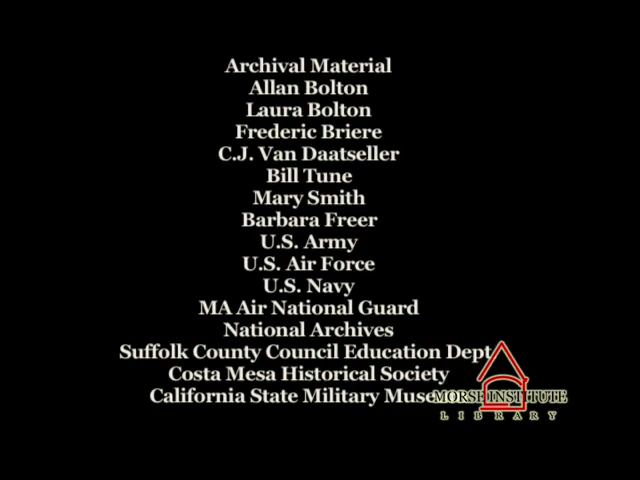 Archival Material
Allan Bolton
Laura Bolton
Frederic Briere
C.J. Van Daatseller
Bill Tune
Mary Smith
Barbara Freer
U.S. Army
U.S. Air Force
U.S. Navy
MA Air National Guard
National Archives
Suffolk County Council Education Dept
Costa Mesa Historical Society
California State Military Muse
MORSE INSTITUTE
LIBRARY